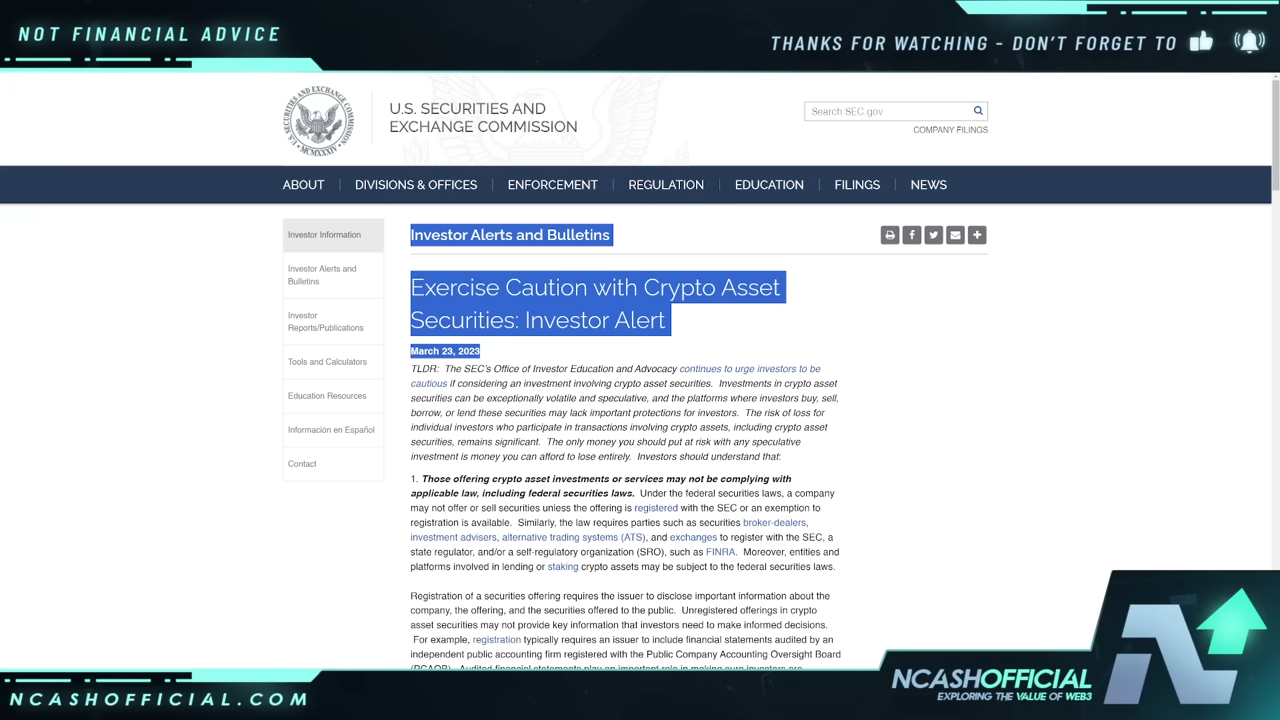 NOT FINANCIAL ADVICE
THANKS FOR WATCHING - DON'T FORGET TO
U.S. SECURITIES AND
EXCHANGE COMMISSION
Search SEC.gov
COMPANY FILINGS
ABOUT
DIVISIONS & OFFICES
ENFORCEMENT
REGULATION
EDUCATION
FILINGS
NEWS
Investor Information
Investor Alerts and
Bulletins
Investor
Reports/Publications
Tools and Calculators
Education Resources
Información en Español
Contact
Investor Alerts and Bulletins
Exercise Caution with Crypto Asset
Securities: Investor Alert
March 23, 2023
TLDR: The SEC's Office of Investor Education and Advocacy continues to urge investors to be
cautious if considering an investment involving crypto asset securities. Investments in crypto asset
securities can be exceptionally volatile and speculative, and the platforms where investors buy, sell,
borrow, or lend these securities may lack important protections for investors. The risk of loss for
individual investors who participate in transactions involving crypto assets, including crypto asset
securities, remains significant. The only money you should put at risk with any speculative
investment is money you can afford to lose entirely. Investors should understand that:
1. Those offering crypto asset investments or services may not be complying with
applicable law, including federal securities laws. Under the federal securities laws, a company
may not offer or sell securities unless the offering is registered with the SEC or an exemption to
registration is available. Similarly, the law requires parties such as securities broker-dealers,
investment advisers, alternative trading systems (ATS), and exchanges to register with the SEC, a
state regulator, and/or a self-regulatory organization (SRO), such as FINRA. Moreover, entities and
platforms involved in lending or staking crypto assets may be subject to the federal securities laws.
Registration of a securities offering requires the issuer to disclose important information about the
company, the offering, and the securities offered to the public. Unregistered offerings in crypto
asset securities may not provide key information that investors need to make informed decisions.
For example, registration typically requires an issuer to include financial statements audited by an
independent public accounting firm registered with the Public Company Accounting Oversight Board
(PCAOB). Audited financial statements play an important role in making sure investors are
NCASHOFFICIAL.COM
NCASHOFFICIAL
EXPLORING THE VALUE OF WEB3